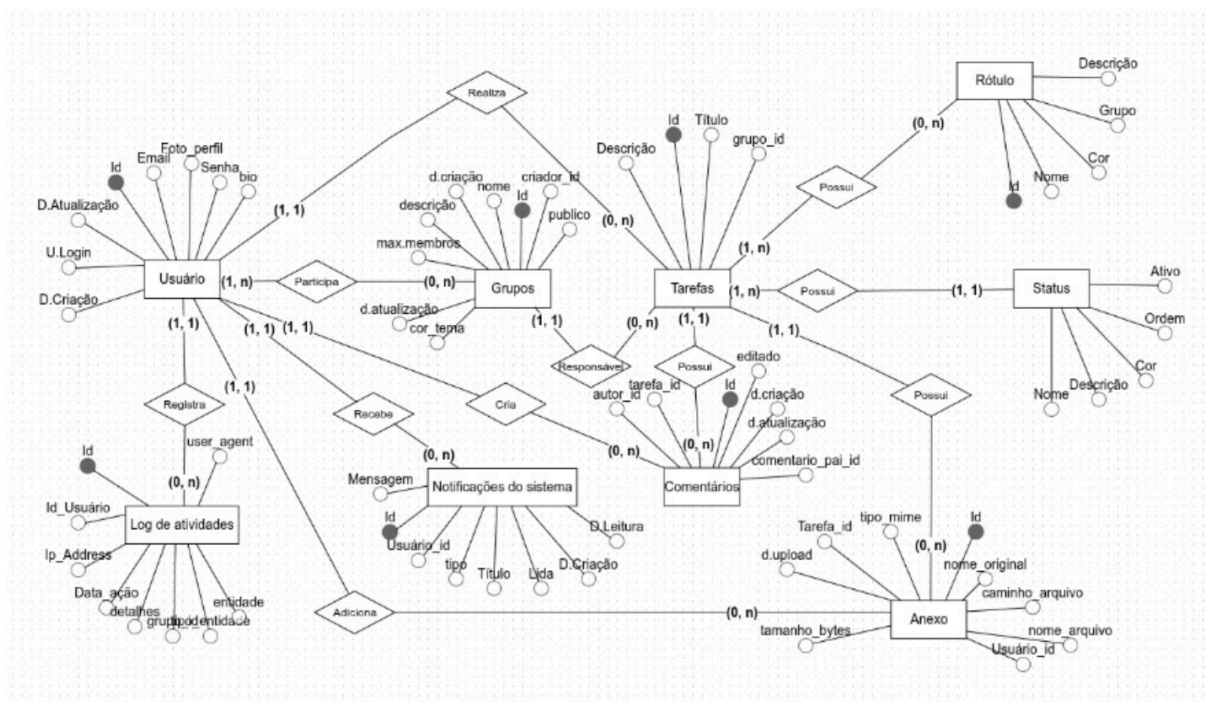 Rótulo
Descrição
Grupo
Cor
Nome
Id
(0, n)
Possui
(1, n)
Realiza
(1, 1)
(0, n)
Usuário
Id
Email
Foto_perfil
Senha
bio
D.Atualização
U.Login
D.Criação
(1, n)
Participa
(0, n)
Grupos
d.criação
nome
Id
criador_id
publico
descrição
max.membros
d.atualização
cor_tema
(1, 1)
Responsável
(0, n)
Tarefas
Descrição
Id
Título
grupo_id
(1, n)
Possui
(1, 1)
Status
Ativo
Ordem
Cor
Descrição
Nome
(1, 1)
Possui
(0, n)
Comentários
autor_id
tarefa_id
Id
editado
d.criação
d.atualização
comentario_pai_id
(1, 1)
Cria
(0, n)
(1, 1)
Recebe
(0, n)
Notificações do sistema
Mensagem
Id
Usuário_id
tipo
Título
Lida
D.Criação
D.Leitura
(1, 1)
Registra
(0, n)
Log de atividades
user_agent
Id
Id_Usuário
Ip_Address
Data_ação
detalhes
entidade
(1, 1)
Adiciona
(0, n)
(1, 1)
Possui
(0, n)
Anexo
Tarefa_id
tipo_mime
Id
d.upload
nome_original
caminho_arquivo
nome_arquivo
Usuário_id
tamanho_bytes